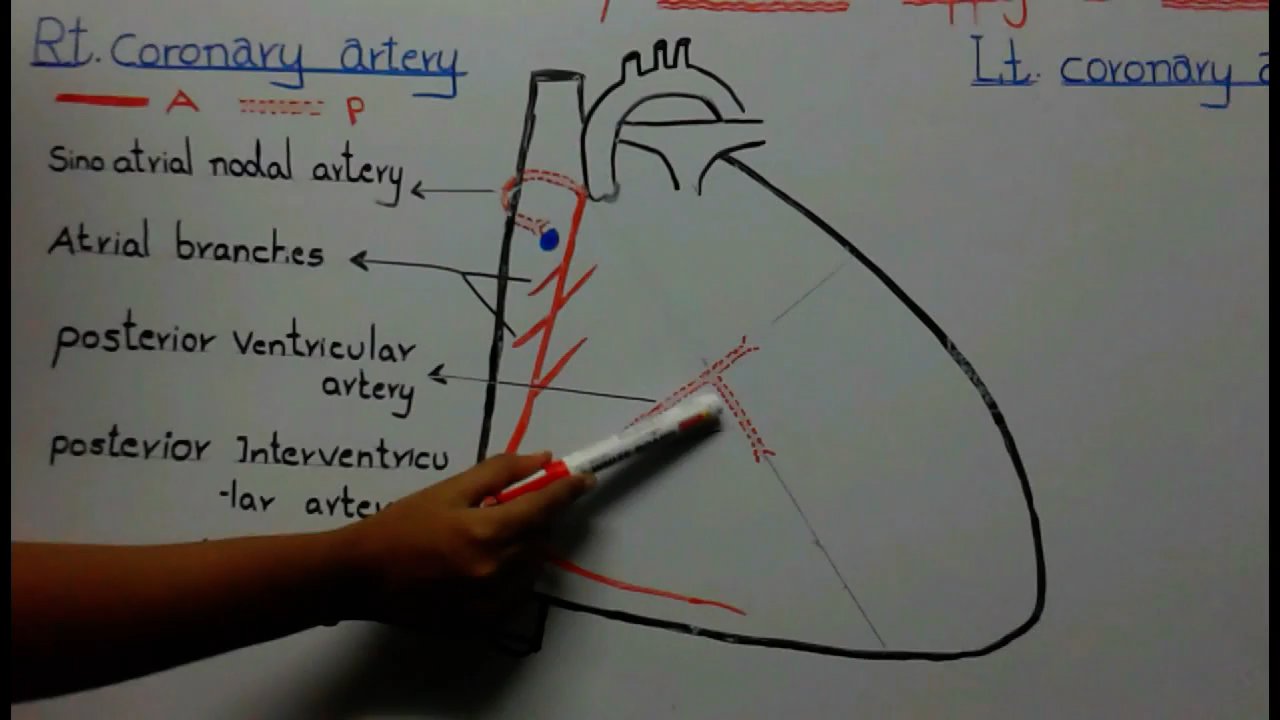 Rt. Coronary artery
A P
Sino atrial nodal artery
Atrial branches
posterior ventricular
artery
posterior Interventricu
-lar
Lt. coronary